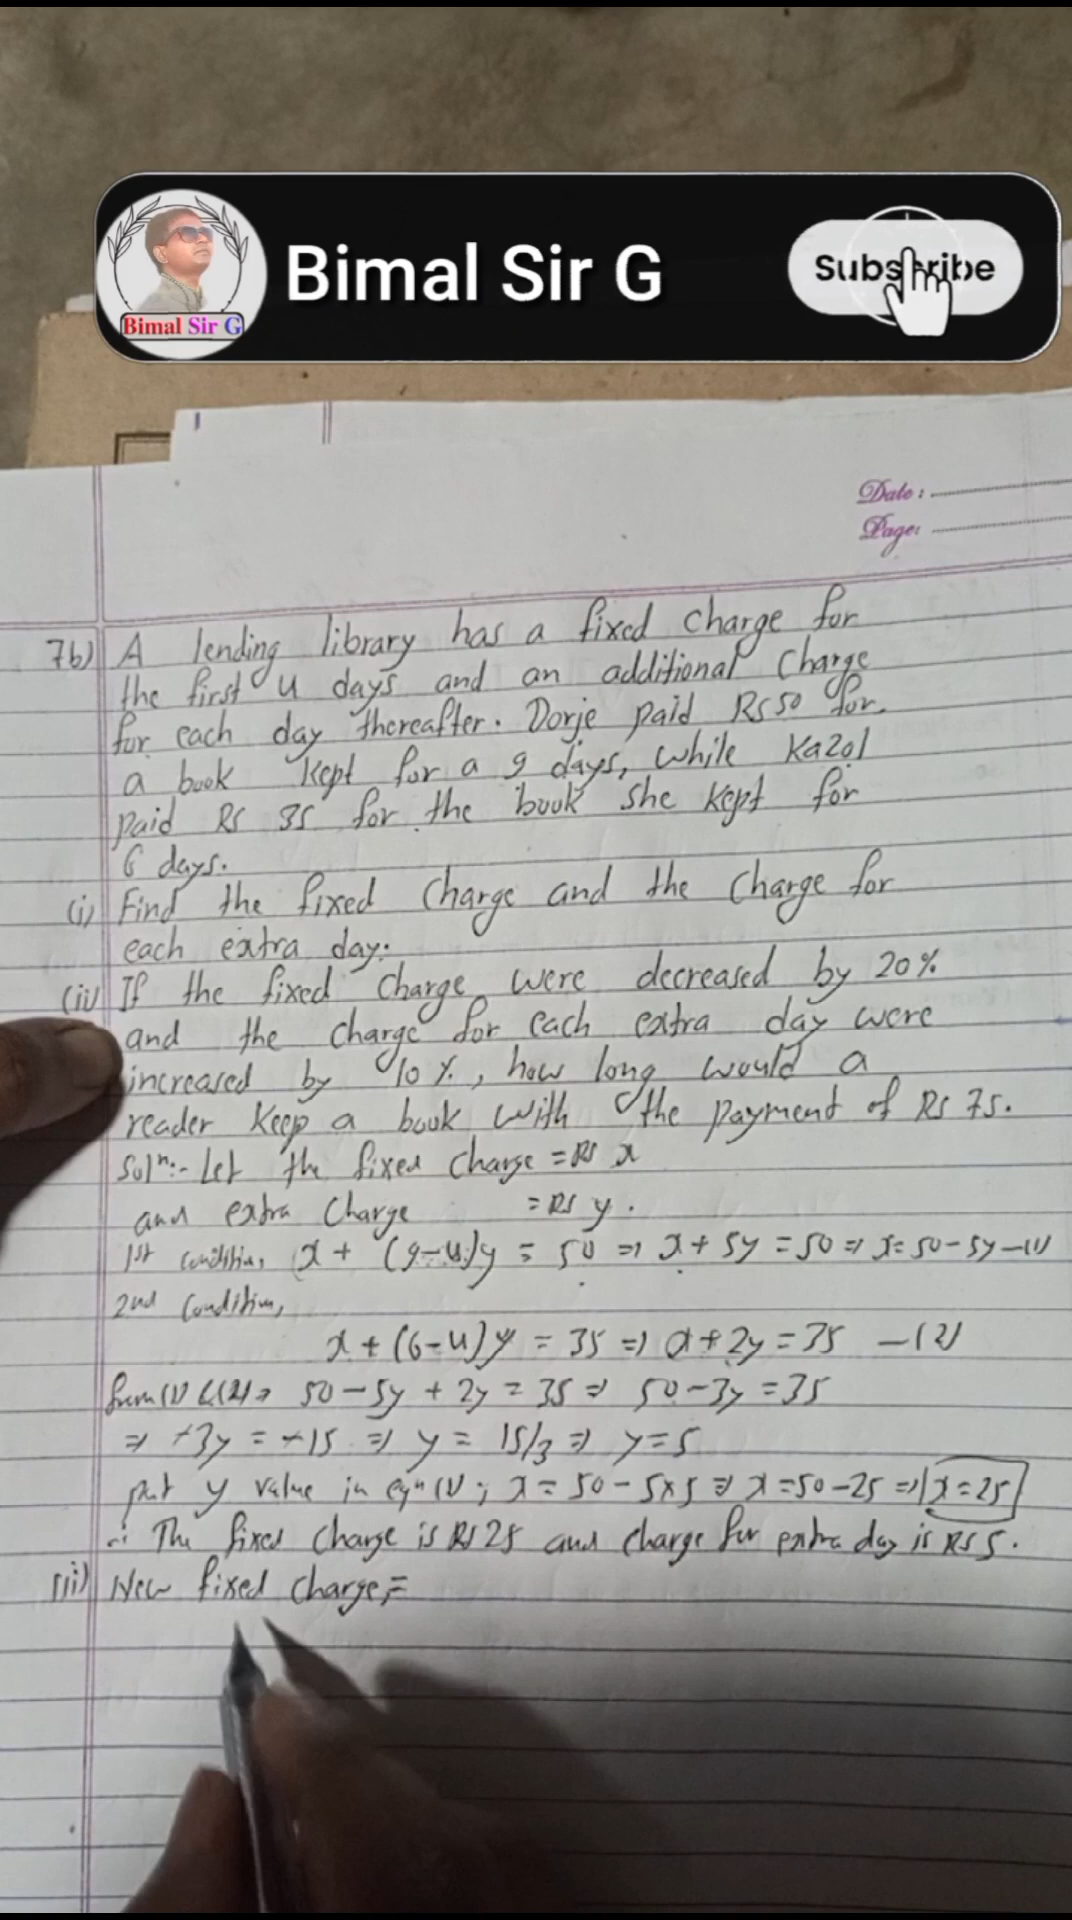 Bimal Sir G
Bimal Sir G
Subscribe
Date:
Page:
7b) A lending library has a fixed charge for
the first 4 days and an additional charge
for each day thereafter. Dorje paid Rs 50 for
a book kept for a 9 days, while Kazol
paid Rs 35 for the book she kept for
6 days.
(i) Find the fixed charge and the charge for
each extra day.
(ii) If the fixed charge were decreased by 20%
and the charge for each extra day were
increased by 10%, how long would a
reader keep a book with the payment of Rs 75.
Solⁿ:- Let the fixed charge = Rs x
and extra charge = Rs y.
1st condition, x + (9-4)y = 50 ⇒ x + 5y = 50 ⇒ x = 50 - 5y —(1)
2nd condition,
x + (6-4)y = 35 ⇒ x + 2y = 35 —(2)
from (1) & (2) ⇒ 50 - 5y + 2y = 35 ⇒ 50 - 3y = 35
⇒ -3y = -15 ⇒ y = 15/3 ⇒ y = 5
put y value in eqⁿ (1); x = 50 - 5×5 ⇒ x = 50 - 25 ⇒ x = 25
∴ The fixed charge is Rs 25 and charge for extra day is Rs 5.
(ii) New fixed charge, =